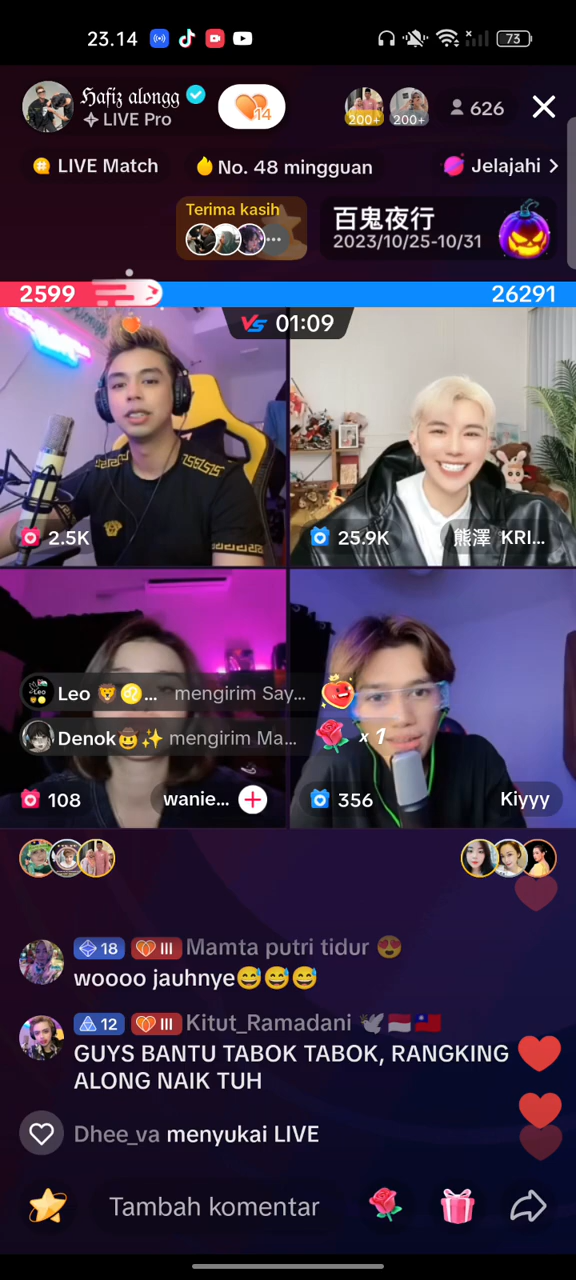 23.14
73
Hafiz alongg
LIVE Pro
14
200+
200+
626
LIVE Match
No. 48 mingguan
Jelajahi
Terima kasih
百鬼夜行
2023/10/25-10/31
2599
26291
VS 01:09
2.5K
25.9K
熊澤 KRI...
Leo 🦁♌... mengirim Say...
Denok🤠✨ mengirim Ma...
x 1
108
wanie...
356
Kiyyy
18 III Mamta putri tidur 😍
woooo jauhnye😅😅😅
12 III Kitut_Ramadani 🕊🇮🇩🇹🇼
GUYS BANTU TABOK TABOK, RANGKING
ALONG NAIK TUH
Dhee_va menyukai LIVE
Tambah komentar